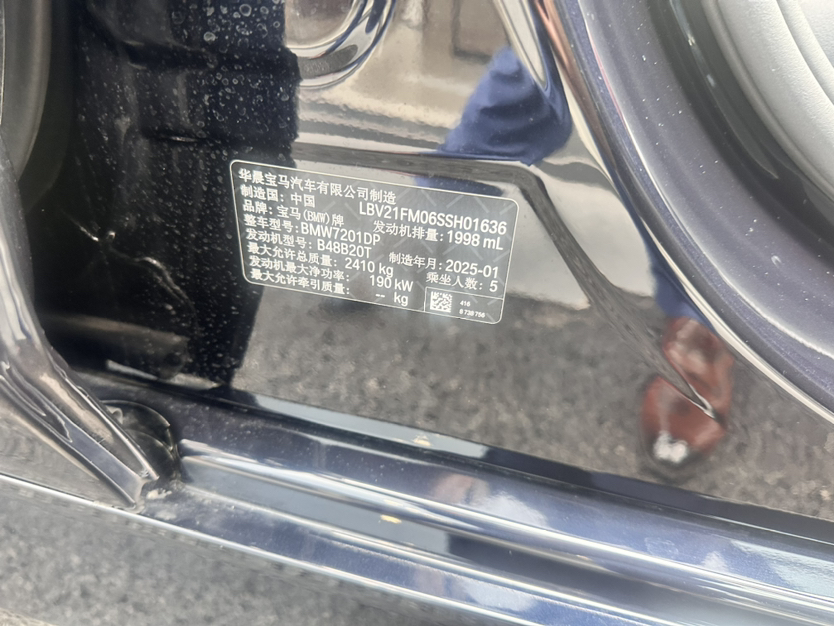 华晨宝马汽车有限公司制造
制造国: 中国 LBV21FM06SSH01636
品牌: 宝马(BMW)牌 发动机排量: 1998 mL
整车型号: BMW7201DP
发动机型号: B48B20T 制造年月: 2025-01
最大允许总质量: 2410 kg 乘坐人数: 5
发动机最大净功率: 190 kW
最大允许牵引质量: -- kg
416
8 738 756